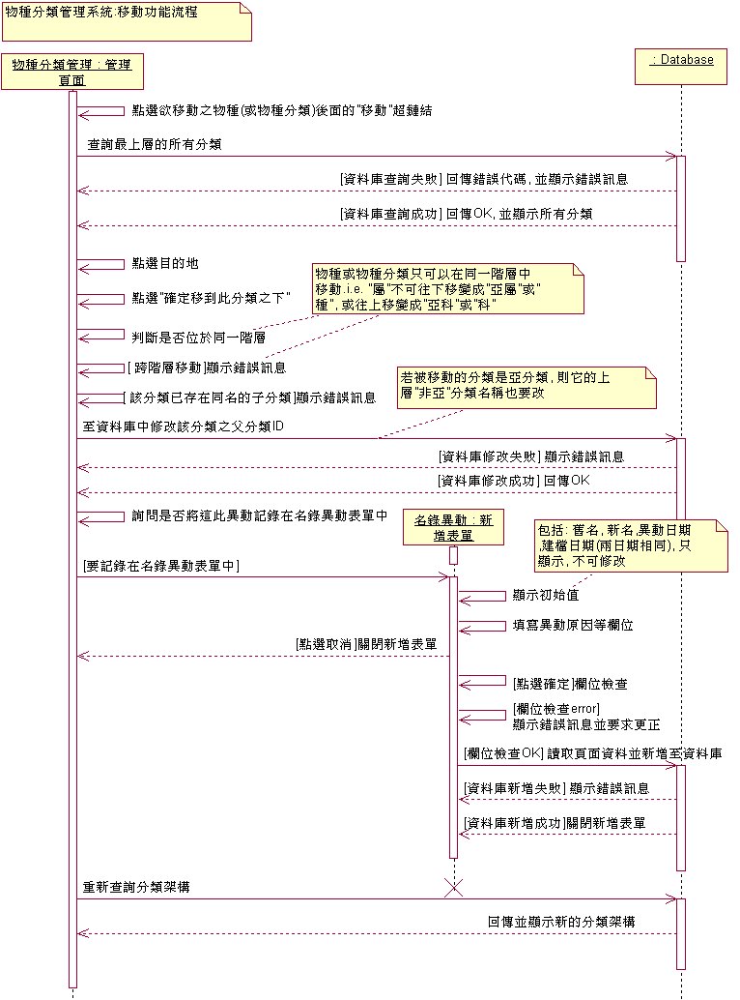 物種分類管理系統:移動功能流程
物種分類管理 : 管理
頁面
: Database
點選欲移動之物種(或物種分類)後面的"移動"超鏈結
查詢最上層的所有分類
[資料庫查詢失敗] 回傳錯誤代碼, 並顯示錯誤訊息
[資料庫查詢成功] 回傳OK, 並顯示所有分類
點選目的地
物種或物種分類只可以在同一階層中
移動.i.e. "屬"不可往下移變成"亞屬"或"
種", 或往上移變成"亞科"或"科"
點選"確定移到此分類之下"
判斷是否位於同一階層
[ 跨階層移動]顯示錯誤訊息
若被移動的分類是亞分類, 則它的上
層"非亞"分類名稱也要改
[ 該分類已存在同名的子分類]顯示錯誤訊息
至資料庫中修改該分類之父分類ID
[資料庫修改失敗] 顯示錯誤訊息
[資料庫修改成功] 回傳OK
詢問是否將這此異動記錄在名錄異動表單中
名錄異動 : 新
增表單
包括: 舊名, 新名,異動日期
,建檔日期(兩日期相同), 只
顯示, 不可修改
[要記錄在名錄異動表單中]
顯示初始值
填寫異動原因等欄位
[點選取消]關閉新增表單
[點選確定]欄位檢查
[欄位檢查error]
顯示錯誤訊息並要求更正
[欄位檢查OK] 讀取頁面資料並新增至資料庫
[資料庫新增失敗] 顯示錯誤訊息
[資料庫新增成功]關閉新增表單
重新查詢分類架構
回傳並顯示新的分類架構